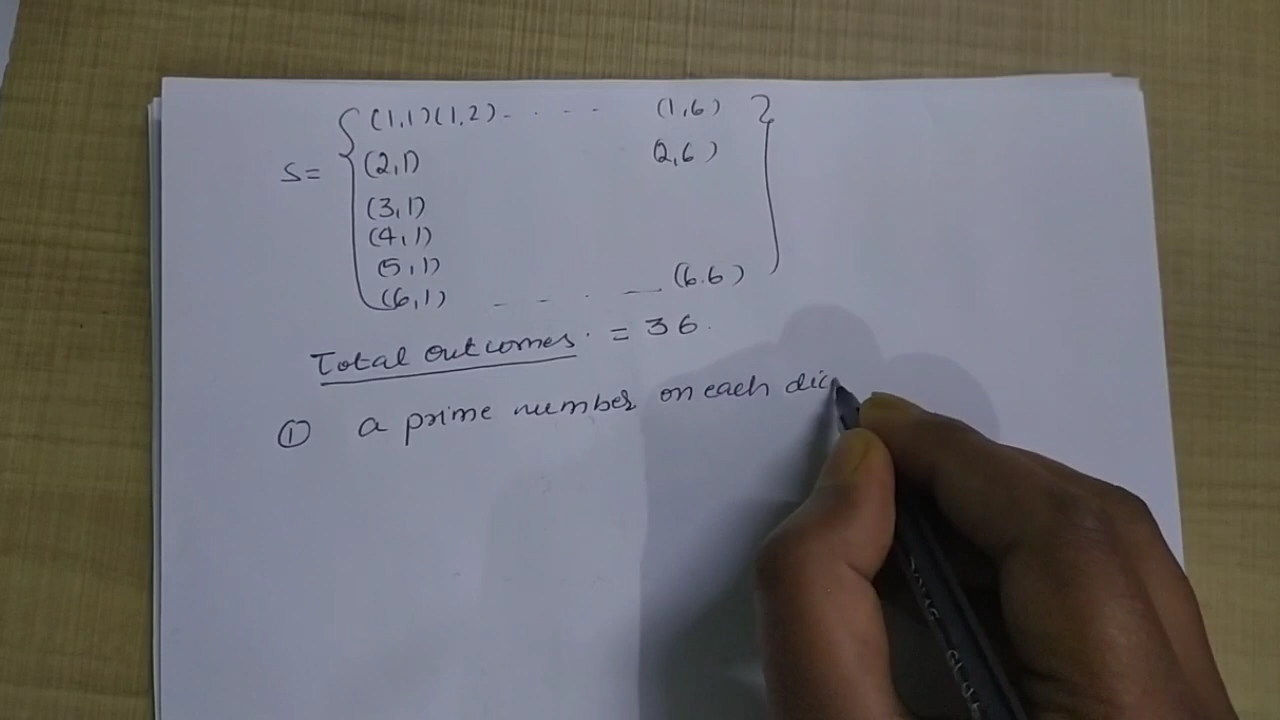 (1,1)(1,2)- · - - (1,6)
S= (2,1) (2,6)
(3,1)
(4,1)
(5,1)
(6,1) - - · — (6.6)
Total outcomes = 36.
① a prime number on each dic